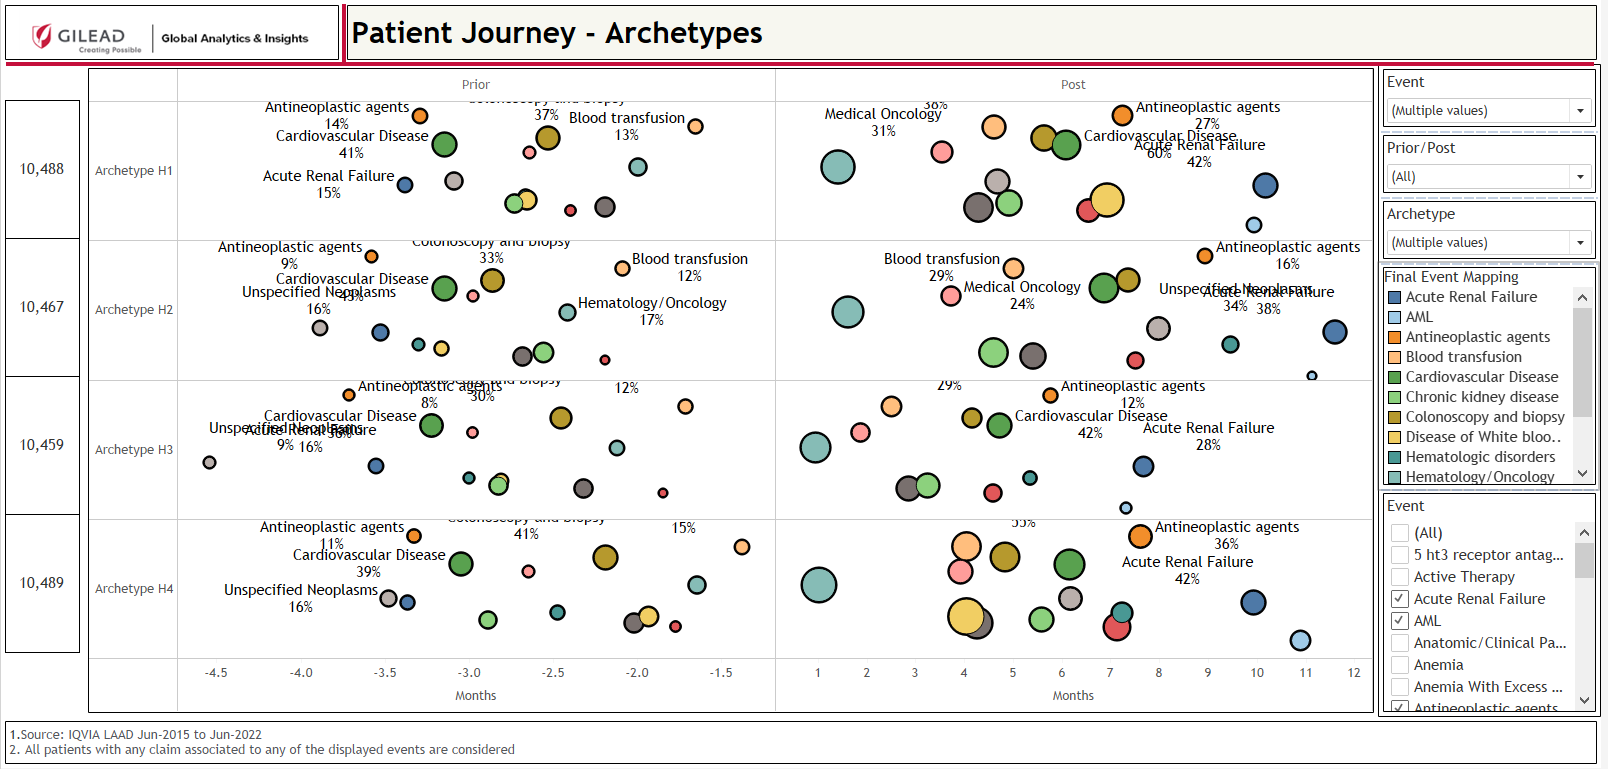 GILEAD
Creating Possible
Global Analytics & Insights
Patient Journey - Archetypes
Prior
Post
10,488
Archetype H1
Antineoplastic agents
14%
Colonoscopy and biopsy
37%
Blood transfusion
13%
Cardiovascular Disease
41%
Acute Renal Failure
15%
38%
Medical Oncology
31%
Antineoplastic agents
27%
Cardiovascular Disease
60%
Acute Renal Failure
42%
10,467
Archetype H2
Antineoplastic agents
9%
Colonoscopy and biopsy
33%
Blood transfusion
12%
Cardiovascular Disease
43%
Unspecified Neoplasms
16%
Hematology/Oncology
17%
Blood transfusion
29%
Medical Oncology
24%
Antineoplastic agents
16%
Unspecified Neoplasms
34%
Acute Renal Failure
38%
10,459
Archetype H3
Antineoplastic agents
8%
Colonoscopy and biopsy
30%
12%
Cardiovascular Disease
Unspecified Neoplasms
9%
Acute Renal Failure
16%
29%
Antineoplastic agents
12%
Cardiovascular Disease
42%
Acute Renal Failure
28%
10,489
Archetype H4
Antineoplastic agents
11%
Colonoscopy and biopsy
41%
15%
Cardiovascular Disease
39%
Unspecified Neoplasms
16%
55%
Antineoplastic agents
36%
Acute Renal Failure
42%
-4.5 -4.0 -3.5 -3.0 -2.5 -2.0 -1.5
Months
1 2 3 4 5 6 7 8 9 10 11 12
Months
Event
(Multiple values)
Prior/Post
(All)
Archetype
(Multiple values)
Final Event Mapping
Acute Renal Failure
AML
Antineoplastic agents
Blood transfusion
Cardiovascular Disease
Chronic kidney disease
Colonoscopy and biopsy
Disease of White bloo..
Hematologic disorders
Hematology/Oncology
Event
(All)
5 ht3 receptor antag...
Active Therapy
Acute Renal Failure
AML
Anatomic/Clinical Pa...
Anemia
Anemia With Excess ...
Antineoplastic agents
1.Source: IQVIA LAAD Jun-2015 to Jun-2022
2. All patients with any claim associated to any of the displayed events are considered